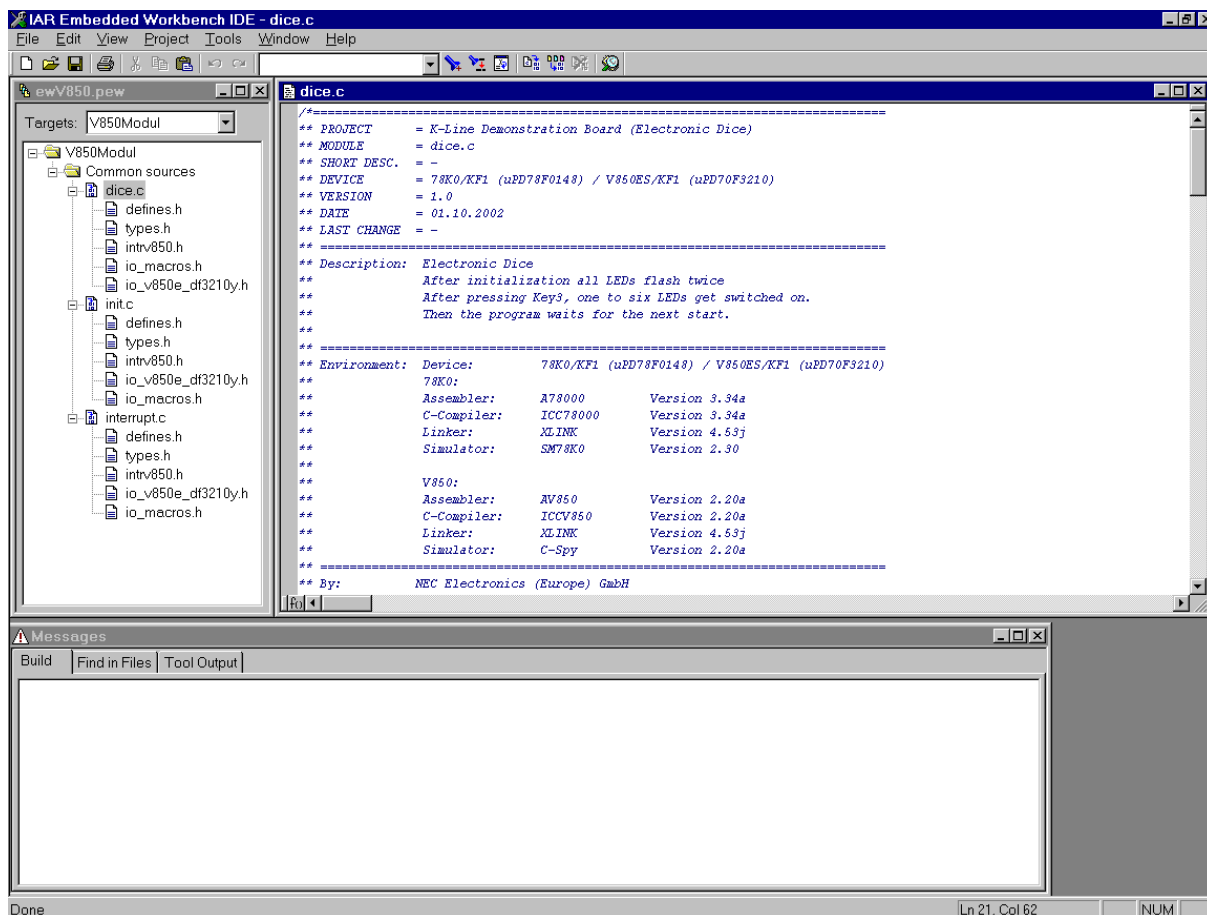 IAR Embedded Workbench IDE - dice.c
File Edit View Project Tools Window Help
ewV850.pew
Targets: V850Modul
V850Modul
Common sources
dice.c
defines.h
types.h
intrv850.h
io_macros.h
io_v850e_df3210y.h
init.c
defines.h
types.h
intrv850.h
io_v850e_df3210y.h
io_macros.h
interrupt.c
defines.h
types.h
intrv850.h
io_v850e_df3210y.h
io_macros.h
dice.c
/*==============================================================================
** PROJECT = K-Line Demonstration Board (Electronic Dice)
** MODULE = dice.c
** SHORT DESC. = -
** DEVICE = 78K0/KF1 (uPD78F0148) / V850ES/KF1 (uPD70F3210)
** VERSION = 1.0
** DATE = 01.10.2002
** LAST CHANGE = -
** =============================================================================
** Description: Electronic Dice
** After initialization all LEDs flash twice
** After pressing Key3, one to six LEDs get switched on.
** Then the program waits for the next start.
**
** =============================================================================
** Environment: Device: 78K0/KF1 (uPD78F0148) / V850ES/KF1 (uPD70F3210)
** 78K0:
** Assembler: A78000 Version 3.34a
** C-Compiler: ICC78000 Version 3.34a
** Linker: XLINK Version 4.53j
** Simulator: SM78K0 Version 2.30
**
** V850:
** Assembler: AV850 Version 2.20a
** C-Compiler: ICCV850 Version 2.20a
** Linker: XLINK Version 4.53j
** Simulator: C-Spy Version 2.20a
** =============================================================================
** By: NEC Electronics (Europe) GmbH
Messages
Build Find in Files Tool Output
Done Ln 21, Col 62 NUM